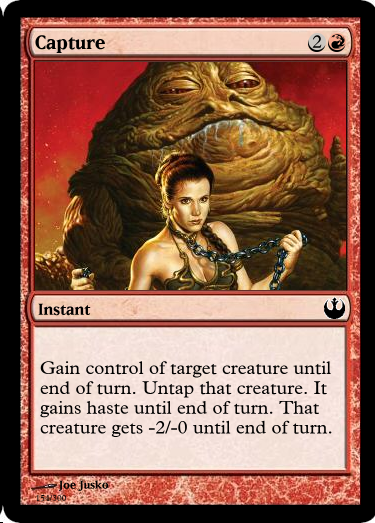 Capture 2
Instant
Gain control of target creature until
end of turn. Untap that creature. It
gains haste until end of turn. That
creature gets -2/-0 until end of turn.
Joe Jusko